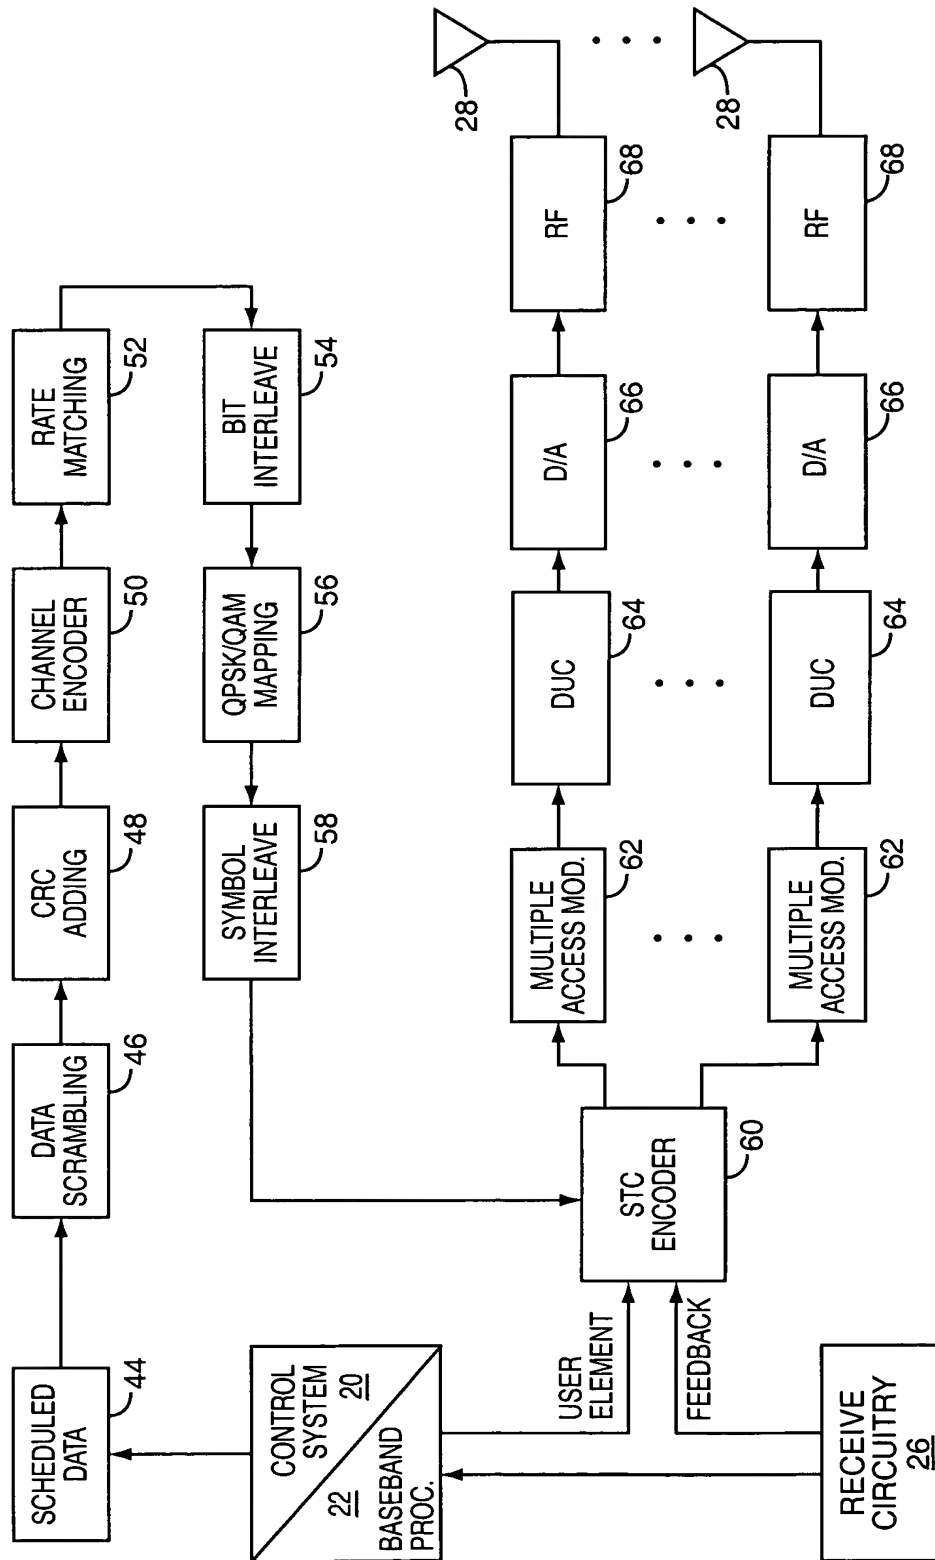 SCHEDULED
DATA
44
DATA
SCRAMBLING
46
CRC
ADDING
48
CHANNEL
ENCODER
50
RATE
MATCHING
52
BIT
INTERLEAVE
54
QPSK/QAM
MAPPING
56
SYMBOL
INTERLEAVE
58
CONTROL
SYSTEM
20
22
BASEBAND
PROC.
USER
ELEMENT
FEEDBACK
RECEIVE
CIRCUITRY
26
STC
ENCODER
60
MULTIPLE
ACCESS MOD.
62
DUC
64
D/A
66
RF
68
28
MULTIPLE
ACCESS MOD.
62
DUC
64
D/A
66
RF
68
28